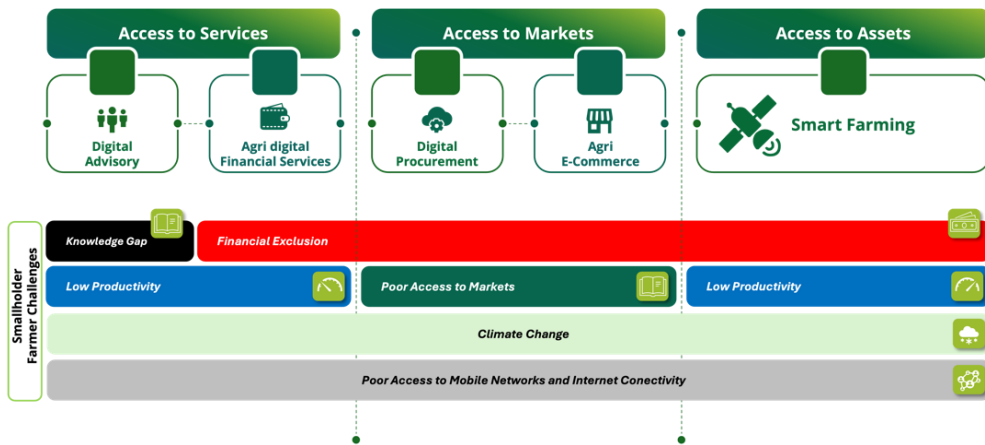 Access to Services
Access to Markets
Access to Assets
Digital
Advisory
Agri digital
Financial Services
Digital
Procurement
Agri
E-Commerce
Smart Farming
Smallholder
Farmer Challenges
Knowledge Gap
Financial Exclusion
Low Productivity
Poor Access to Markets
Low Productivity
Climate Change
Poor Access to Mobile Networks and Internet Conectivity